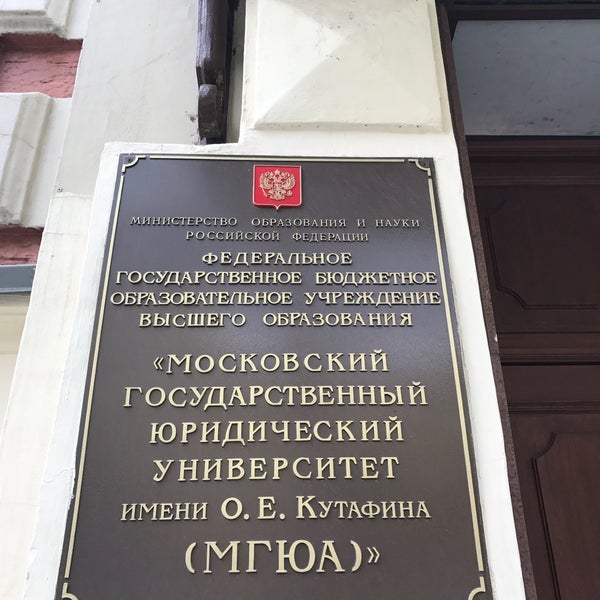 МИНИСТЕРСТВО ОБРАЗОВАНИЯ И НАУКИ
РОССИЙСКОЙ ФЕДЕРАЦИИ
ФЕДЕРАЛЬНОЕ
ГОСУДАРСТВЕННОЕ БЮДЖЕТНОЕ
ОБРАЗОВАТЕЛЬНОЕ УЧРЕЖДЕНИЕ
ВЫСШЕГО ОБРАЗОВАНИЯ
«МОСКОВСКИЙ
ГОСУДАРСТВЕННЫЙ
ЮРИДИЧЕСКИЙ
УНИВЕРСИТЕТ
ИМЕНИ О. Е. КУТАФИНА
(МГЮА)»